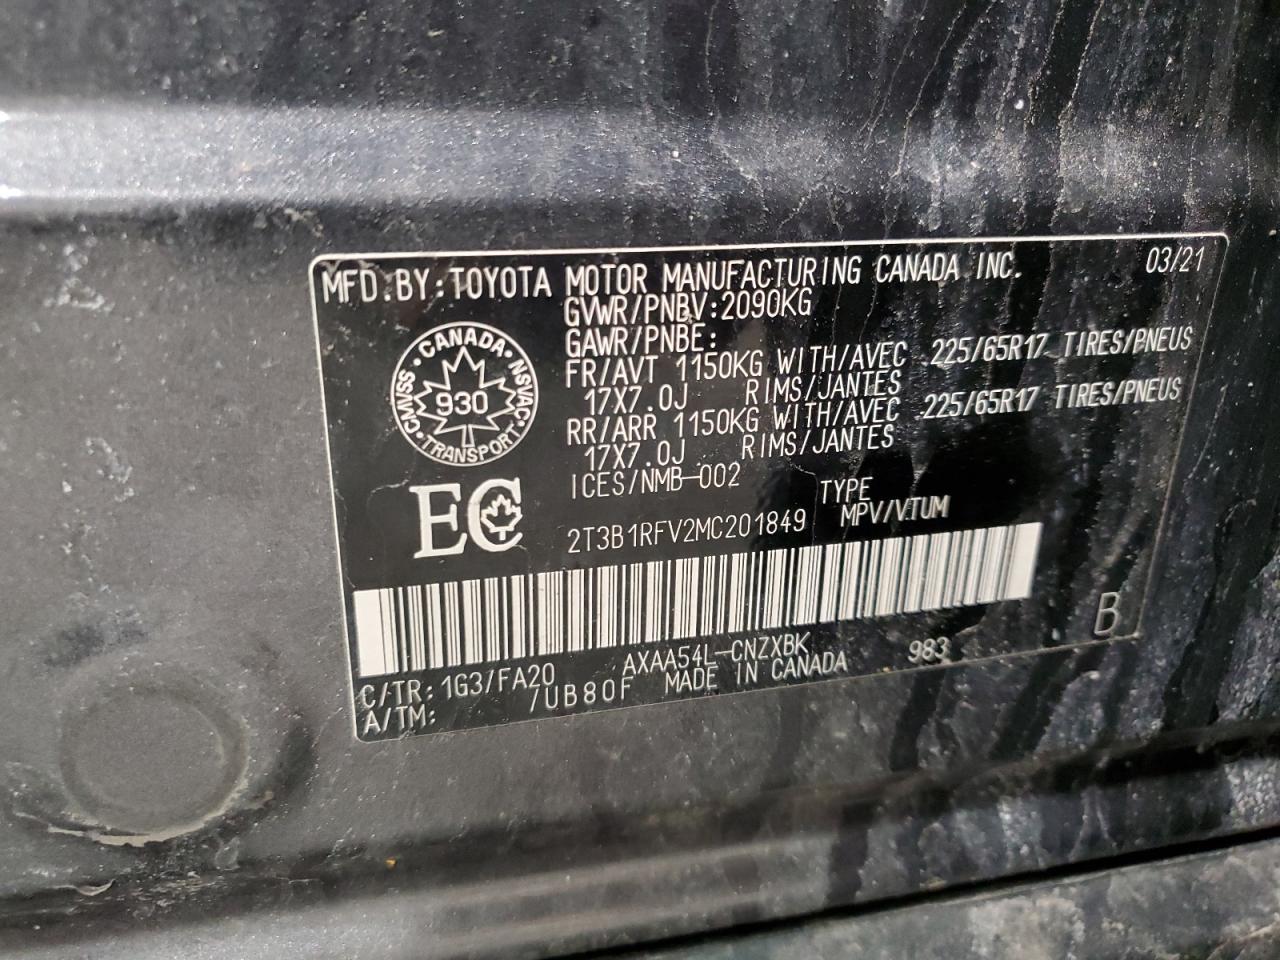 MFD.BY:TOYOTA MOTOR MANUFACTURING CANADA INC. 03/21
GVWR/PNBV:2090KG
GAWR/PNBE:
FR/AVT 1150KG WITH/AVEC 225/65R17 TIRES/PNEUS
17X7.0J RIMS/JANTES
RR/ARR 1150KG WITH/AVEC 225/65R17 TIRES/PNEUS
17X7.0J RIMS/JANTES
ICES/NMB-002
CANADA
CMVSS 930 NSVAC
TRANSPORT
EC
TYPE
2T3B1RFV2MC201849 MPV/V.TUM
B
C/TR: 1G3/FA20 AXAA54L-CNZXBK 983
A/TM: /UB80F MADE IN CANADA